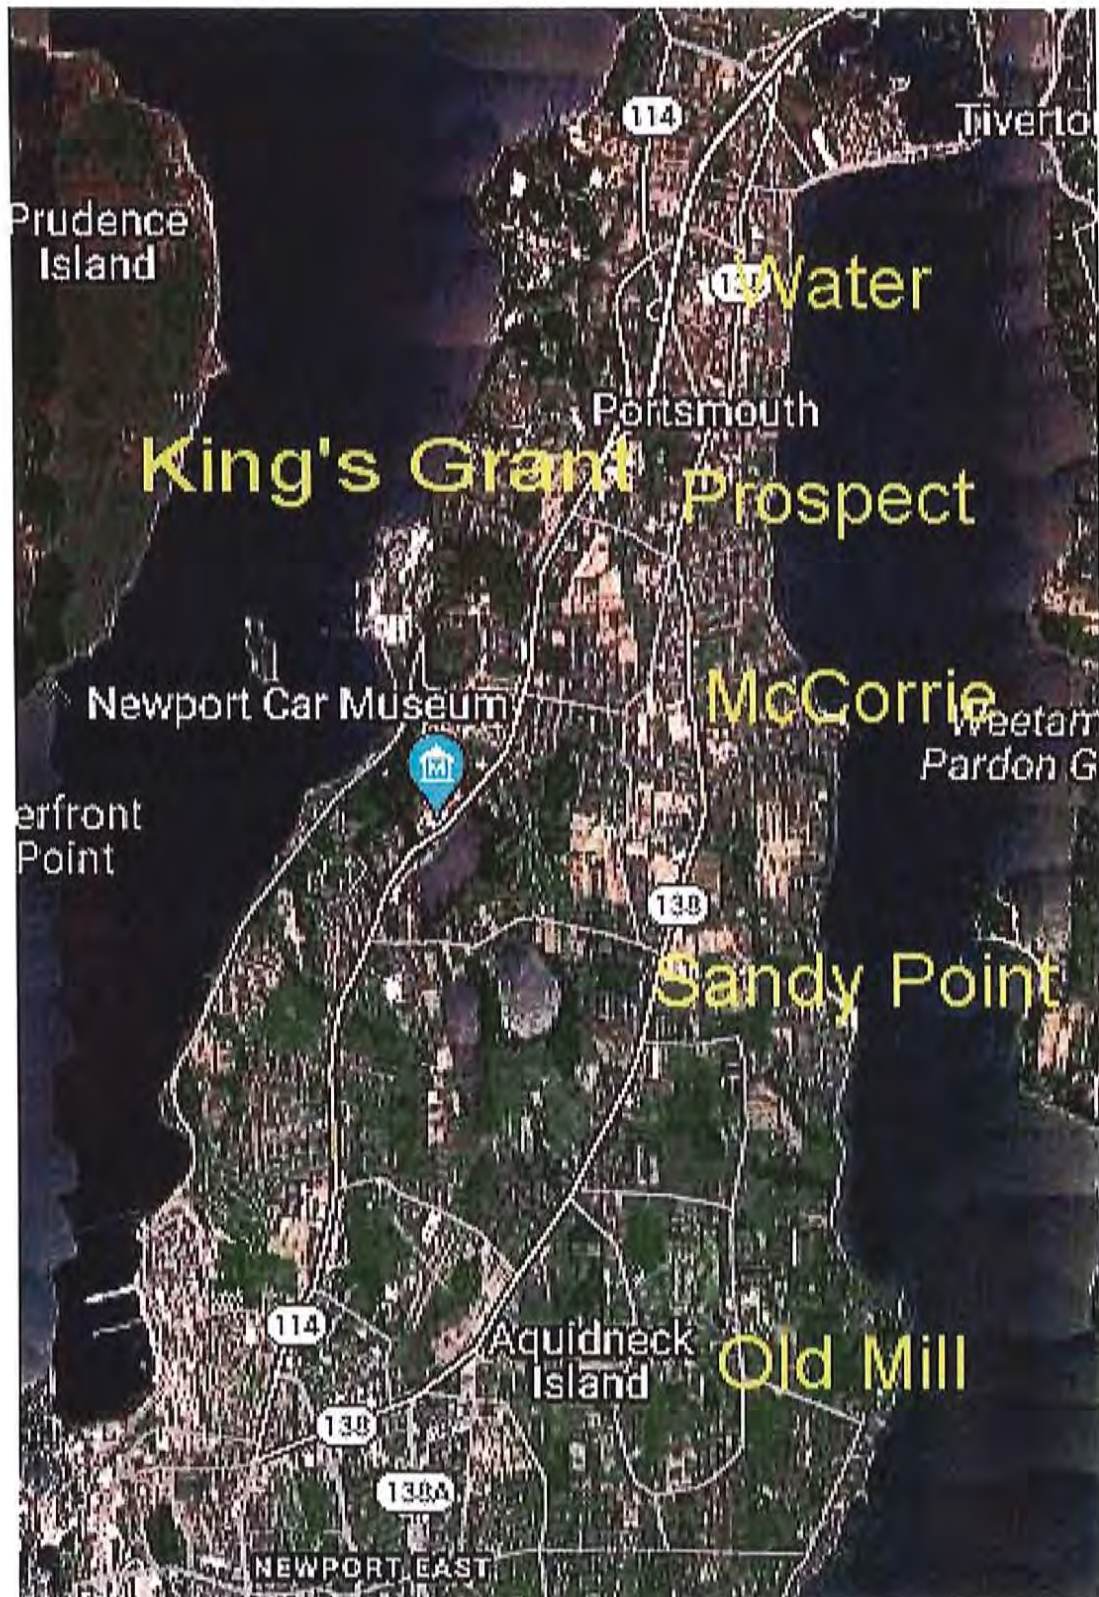 114
Tiverto
Prudence
Island
Water
Portsmouth
King's Grant
Prospect
McCorrie
Newport Car Museum
Weetam
Pardon G
M
erfront
Point
138
Sandy Point
114
Aquidneck
Island
Old Mill
138
138A
NEWPORT EAST